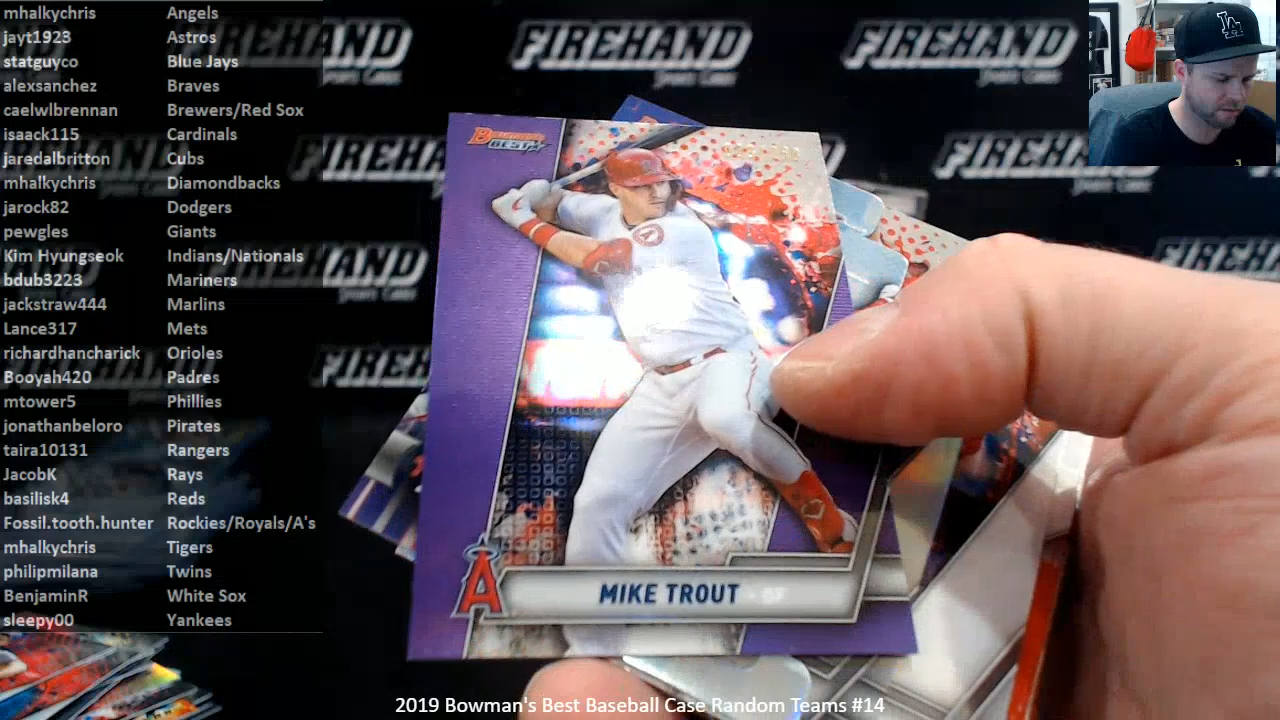 mhalkychris Angels
jayt1923 Astros
statguyco Blue Jays
alexsanchez Braves
caelwlbrennan Brewers/Red Sox
isaack115 Cardinals
jaredalbritton Cubs
mhalkychris Diamondbacks
jarock82 Dodgers
pewgles Giants
Kim Hyungseok Indians/Nationals
bdub3223 Mariners
jackstraw444 Marlins
Lance317 Mets
richardhancharick Orioles
Booyah420 Padres
mtower5 Phillies
jonathanbeloro Pirates
taira10131 Rangers
JacobK Rays
basilisk4 Reds
Fossil.tooth.hunter Rockies/Royals/A's
mhalkychris Tigers
philipmilana Twins
BenjaminR White Sox
sleepy00 Yankees
FIREHAND
FIREHAND
LA
Bowman's
BEST
A
MIKE TROUT
2019 Bowman's Best Baseball Case Random Teams #14